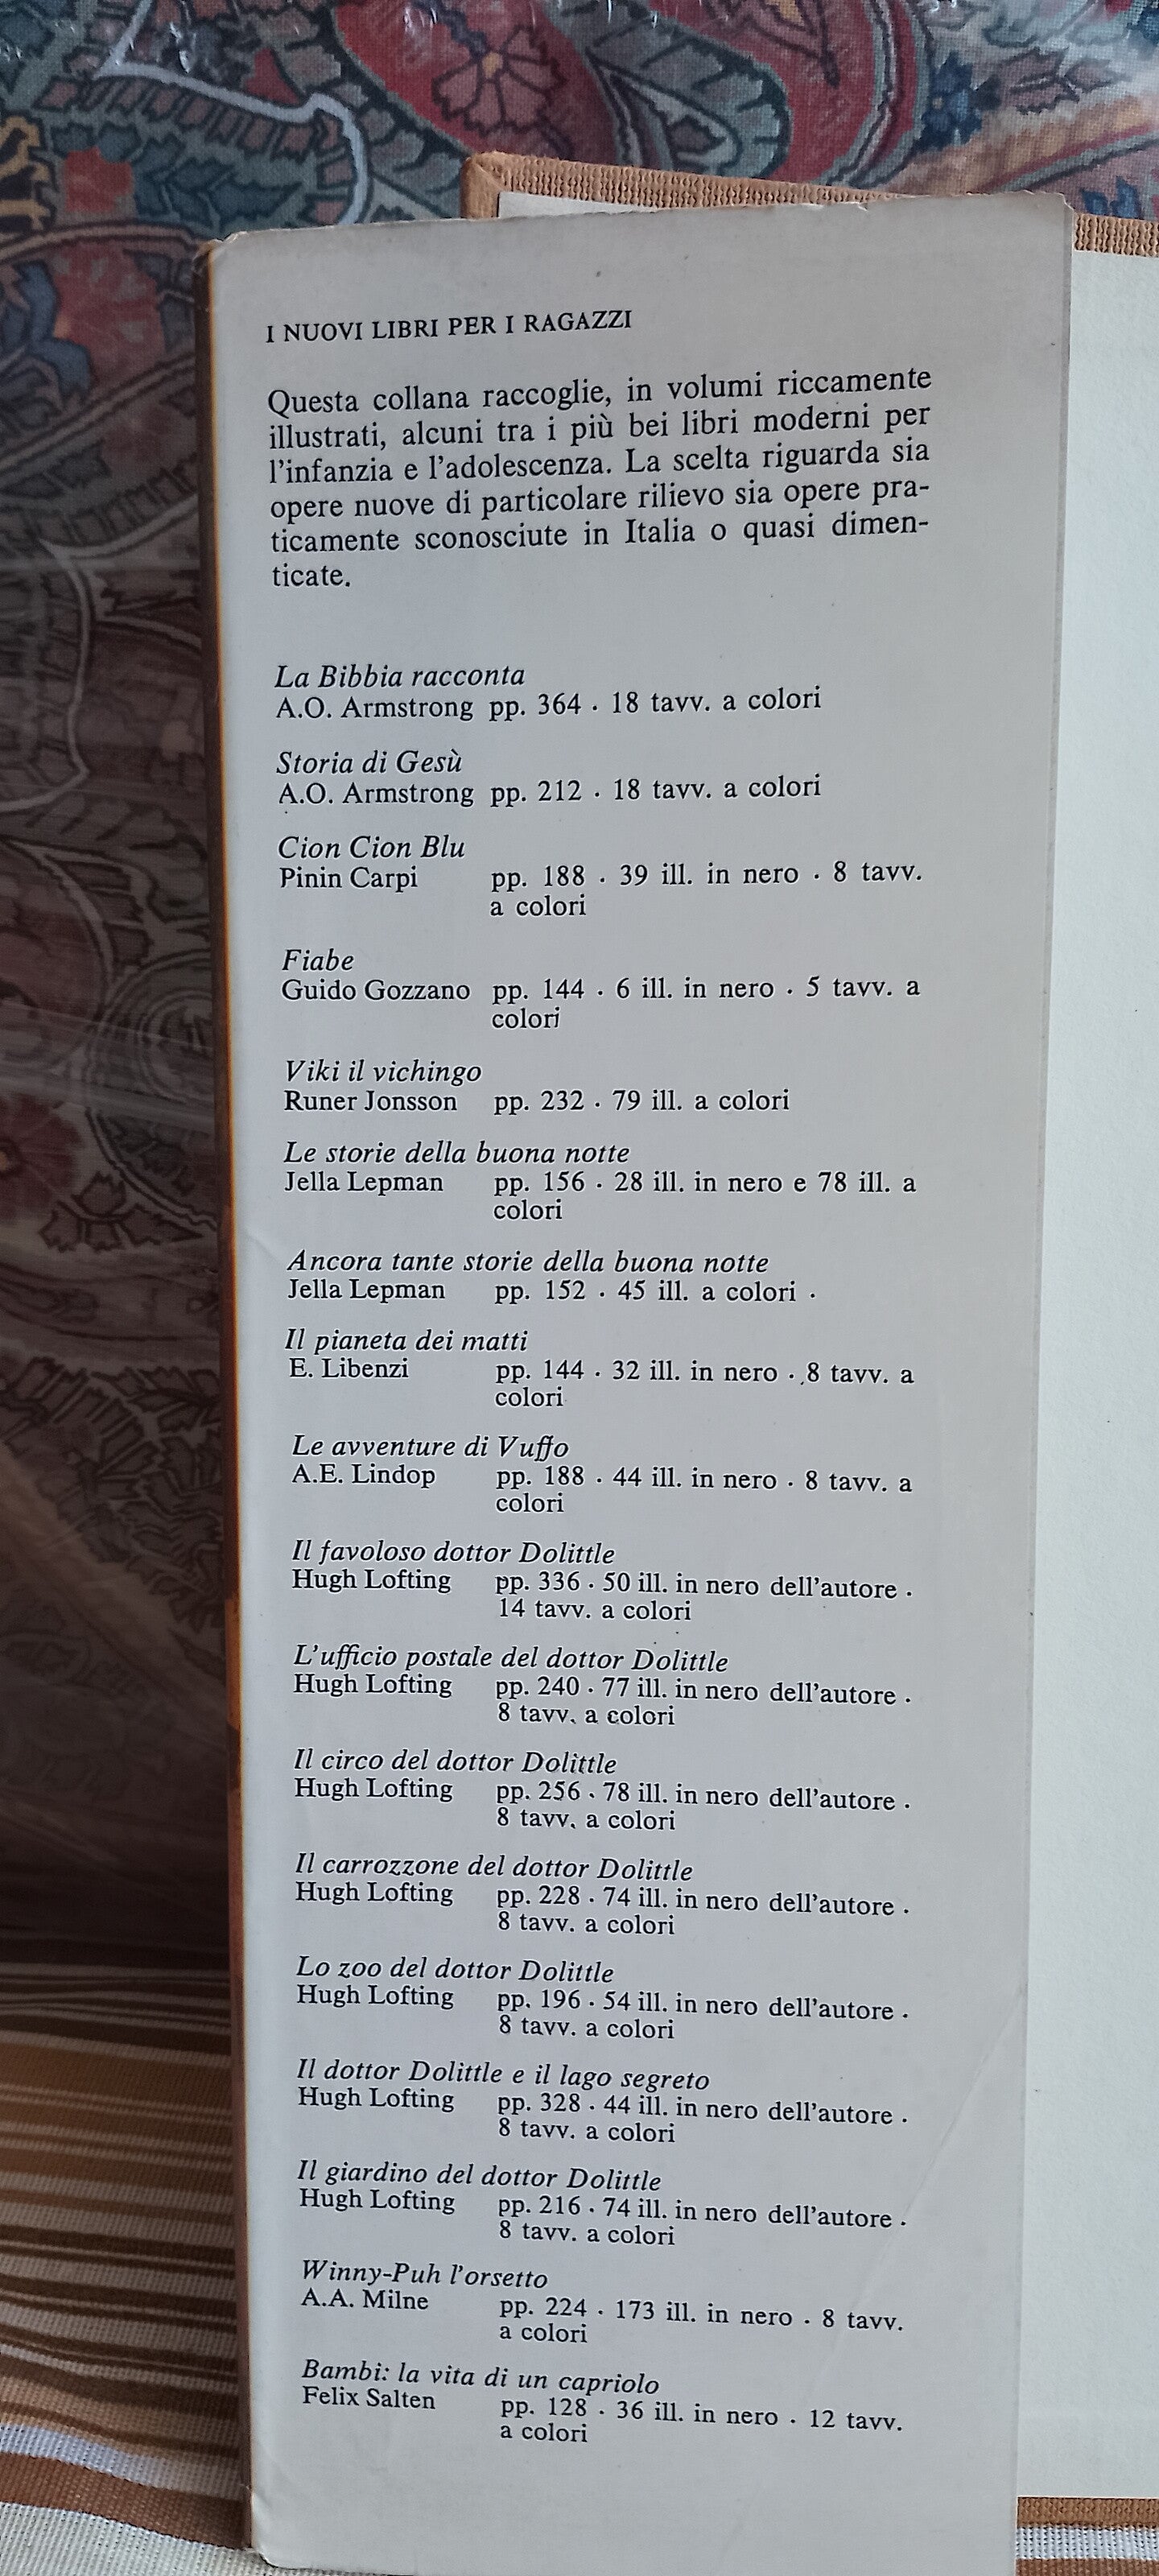 I NUOVI LIBRI PER I RAGAZZI
Questa collana raccoglie, in volumi riccamente
illustrati, alcuni tra i più bei libri moderni per
l'infanzia e l'adolescenza. La scelta riguarda sia
opere nuove di particolare rilievo sia opere pra-
ticamente sconosciute in Italia o quasi dimen-
ticate.
La Bibbia racconta
A.O. Armstrong pp. 364 · 18 tavv. a colori
Storia di Gesù
A.O. Armstrong pp. 212 · 18 tavv. a colori
Cion Cion Blu
Pinin Carpi pp. 188 · 39 ill. in nero · 8 tavv.
a colori
Fiabe
Guido Gozzano pp. 144 · 6 ill. in nero · 5 tavv. a
colori
Viki il vichingo
Runer Jonsson pp. 232 · 79 ill. a colori
Le storie della buona notte
Jella Lepman pp. 156 · 28 ill. in nero e 78 ill. a
colori
Ancora tante storie della buona notte
Jella Lepman pp. 152 · 45 ill. a colori ·
Il pianeta dei matti
E. Libenzi pp. 144 · 32 ill. in nero · 8 tavv. a
colori
Le avventure di Vuffo
A.E. Lindop pp. 188 · 44 ill. in nero · 8 tavv. a
colori
Il favoloso dottor Dolittle
Hugh Lofting pp. 336 · 50 ill. in nero dell'autore ·
14 tavv. a colori
L'ufficio postale del dottor Dolittle
Hugh Lofting pp. 240 · 77 ill. in nero dell'autore ·
8 tavv. a colori
Il circo del dottor Dolittle
Hugh Lofting pp. 256 · 78 ill. in nero dell'autore ·
8 tavv. a colori
Il carrozzone del dottor Dolittle
Hugh Lofting pp. 228 · 74 ill. in nero dell'autore ·
8 tavv. a colori
Lo zoo del dottor Dolittle
Hugh Lofting pp. 196 · 54 ill. in nero dell'autore ·
8 tavv. a colori
Il dottor Dolittle e il lago segreto
Hugh Lofting pp. 328 · 44 ill. in nero dell'autore ·
8 tavv. a colori
Il giardino del dottor Dolittle
Hugh Lofting pp. 216 · 74 ill. in nero dell'autore ·
8 tavv. a colori
Winny-Puh l'orsetto
A.A. Milne pp. 224 · 173 ill. in nero · 8 tavv.
a colori
Bambi: la vita di un capriolo
Felix Salten pp. 128 · 36 ill. in nero · 12 tavv.
a colori